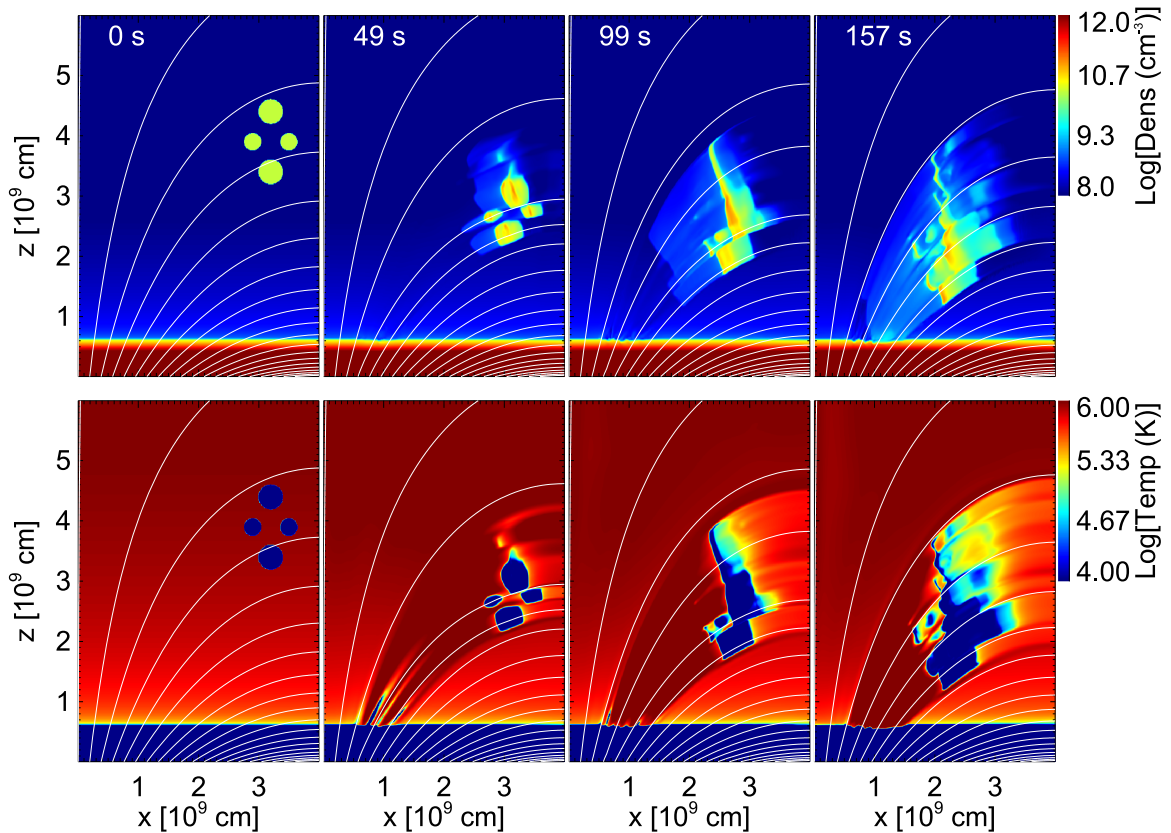 0 s
49 s
99 s
157 s
5
4
3
2
1
z [10⁹ cm]
12.0
10.7
9.3
8.0
Log[Dens (cm⁻³)]
5
4
3
2
1
z [10⁹ cm]
6.00
5.33
4.67
4.00
Log[Temp (K)]
1 2 3 1 2 3 1 2 3 1 2 3
x [10⁹ cm] x [10⁹ cm] x [10⁹ cm] x [10⁹ cm]